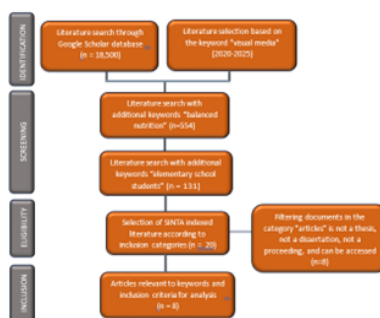 IDENTIFICATION
Literature search through
Google Scholar database
(n = 18,500)
Literature selection based on
the keyword "visual media"
(2020-2025)
SCREENING
Literature search with
additional keywords "balanced
nutrition" (n=554)
Literature search with additional
keywords "elementary school
students" (n = 131)
ELIGIBILITY
Selection of SINTA indexed
literature according to
inclusion categories (n = 20)
Filtering documents in the
category "articles" is not a thesis,
not a dissertation, not a
proceeding, and can be accessed
(n=8)
INCLUSION
Articles relevant to keywords and
inclusion criteria for analysis
(n = 8)